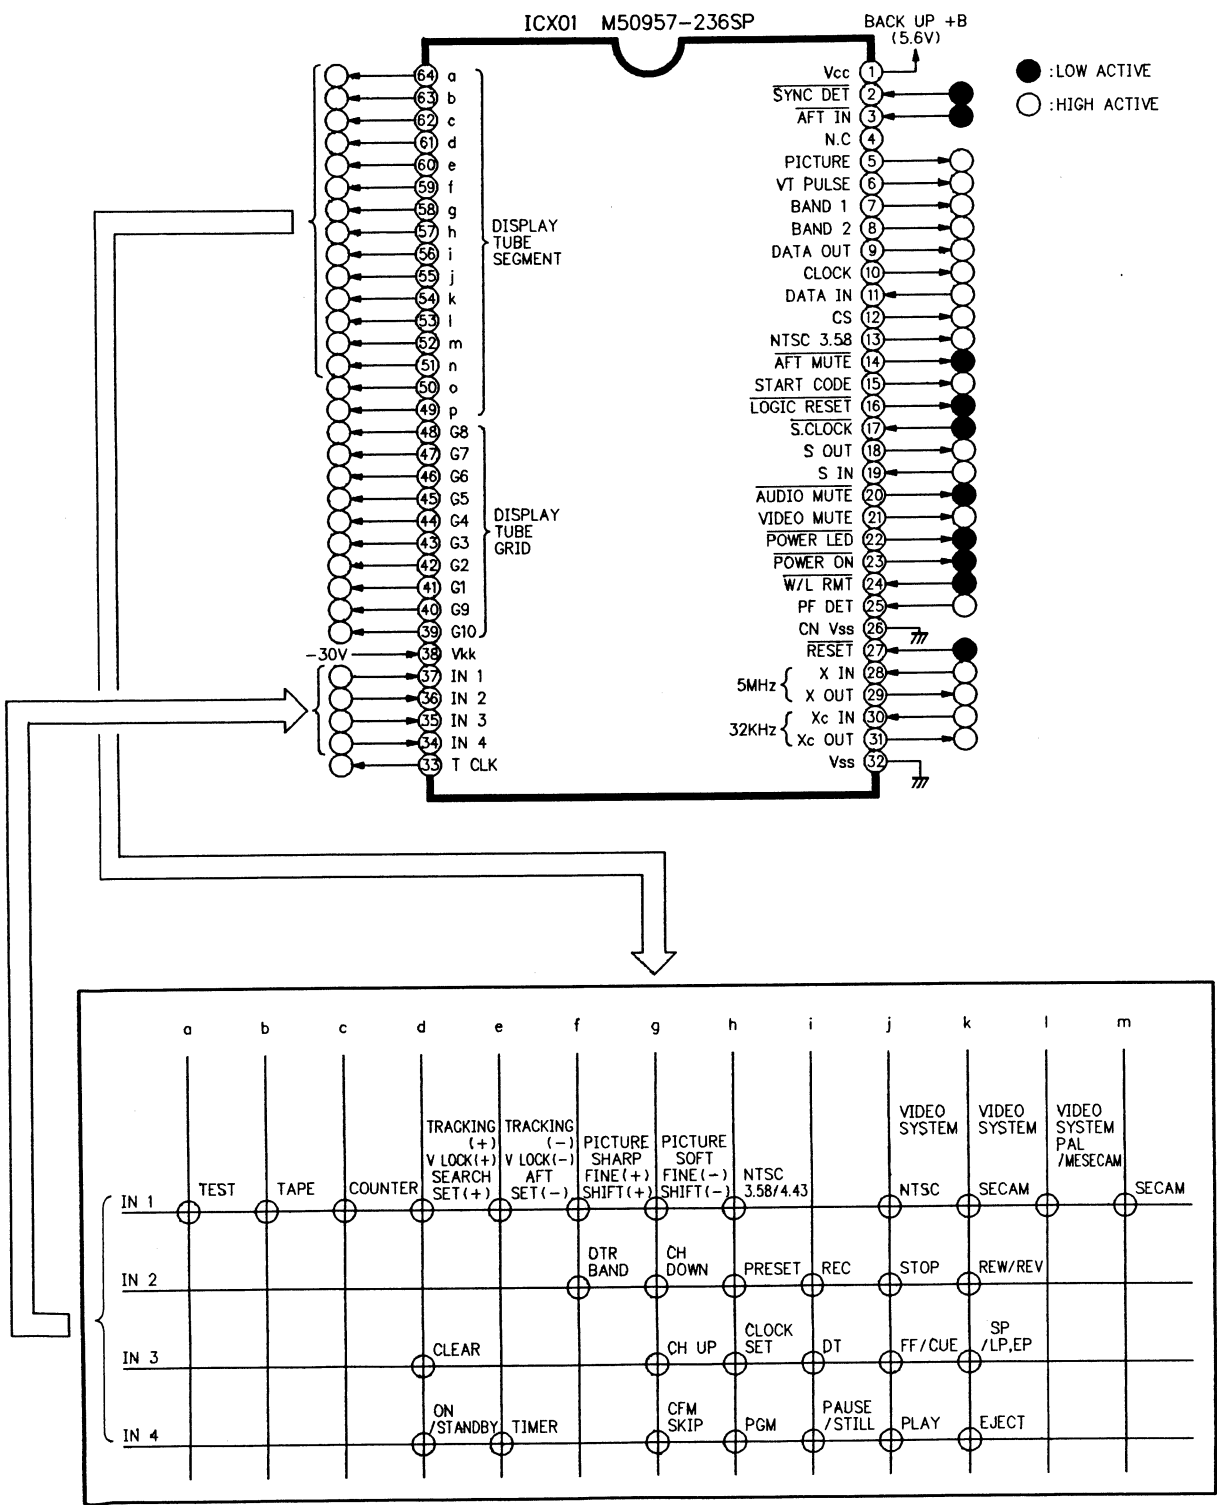 ICX01 M50957-236SP
BACK UP +B
(5.6V)
:LOW ACTIVE
:HIGH ACTIVE
64 a
63 b
62 c
61 d
60 e
59 f
58 g
57 h
56 i
55 j
54 k
53 l
52 m
51 n
50 o
49 p
DISPLAY
TUBE
SEGMENT
48 G8
47 G7
46 G6
45 G5
44 G4
43 G3
42 G2
41 G1
40 G9
39 G10
DISPLAY
TUBE
GRID
-30V 38 Vkk
37 IN 1
36 IN 2
35 IN 3
34 IN 4
33 T CLK
Vcc 1
SYNC DET 2
AFT IN 3
N.C 4
PICTURE 5
VT PULSE 6
BAND 1 7
BAND 2 8
DATA OUT 9
CLOCK 10
DATA IN 11
CS 12
NTSC 3.58 13
AFT MUTE 14
START CODE 15
LOGIC RESET 16
S.CLOCK 17
S OUT 18
S IN 19
AUDIO MUTE 20
VIDEO MUTE 21
POWER LED 22
POWER ON 23
W/L RMT 24
PF DET 25
CN Vss 26
RESET 27
5MHz
X IN 28
X OUT 29
32KHz
Xc IN 30
Xc OUT 31
Vss 32
a b c d e f g h i j k l m
IN 1
TEST
TAPE
COUNTER
TRACKING
(+)
V LOCK(+)
SEARCH
SET(+)
TRACKING
(-)
V LOCK(-)
AFT
SET(-)
PICTURE
SHARP
FINE(+)
SHIFT(+)
PICTURE
SOFT
FINE(-)
SHIFT(-)
NTSC
3.58/4.43
VIDEO
SYSTEM
NTSC
VIDEO
SYSTEM
SECAM
VIDEO
SYSTEM
PAL
/MESECAM
SECAM
IN 2
DTR
BAND
CH
DOWN
PRESET
REC
STOP
REW/REV
IN 3
CLEAR
CH UP
CLOCK
SET
DT
FF/CUE
SP
/LP,EP
IN 4
ON
/STANDBY
TIMER
CFM
SKIP
PGM
PAUSE
/STILL
PLAY
EJECT